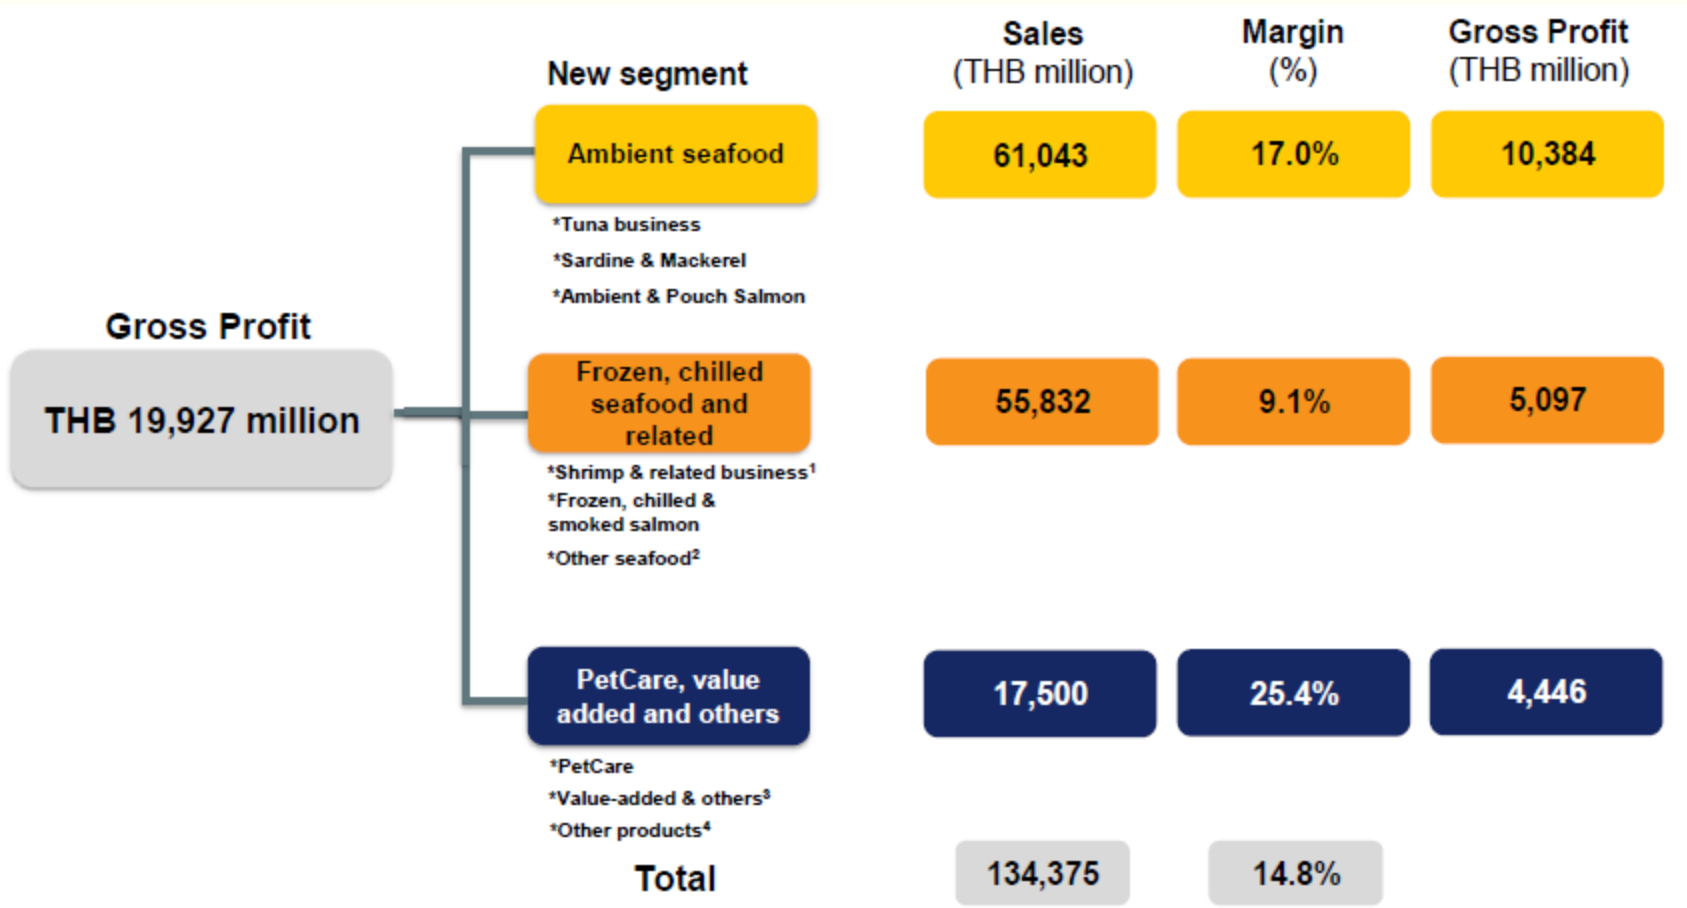 Sales
(THB million)
Margin
(%)
Gross Profit
(THB million)
New segment
Ambient seafood
61,043
17.0%
10,384
*Tuna business
*Sardine & Mackerel
*Ambient & Pouch Salmon
Gross Profit
THB 19,927 million
Frozen, chilled
seafood and
related
55,832
9.1%
5,097
*Shrimp & related business¹
*Frozen, chilled &
smoked salmon
*Other seafood²
PetCare, value
added and others
17,500
25.4%
4,446
*PetCare
*Value-added & others³
*Other products⁴
Total
134,375
14.8%